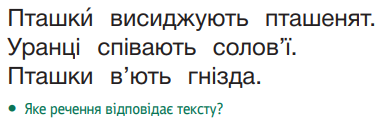 Пташки́ висиджують пташенят.
Уранці співають солов’ї.
Пташки в’ють гнізда.
• Яке речення відповідає тексту?